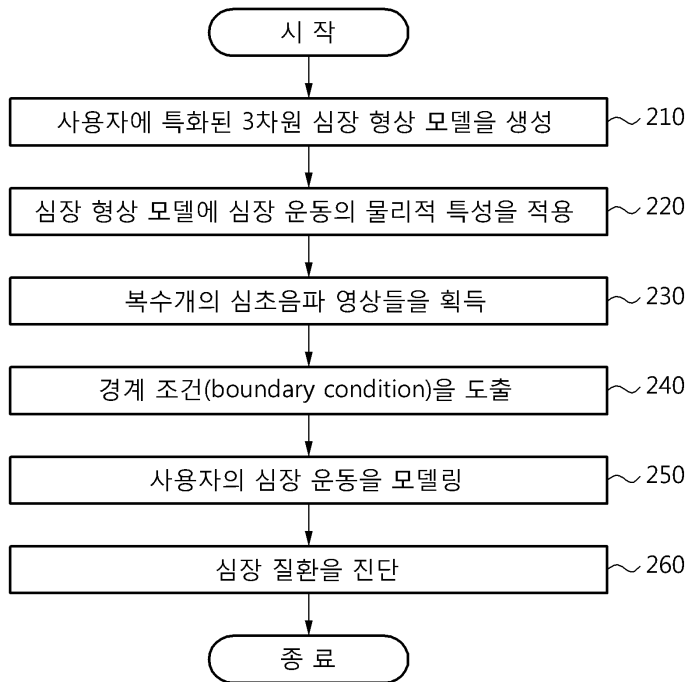 시 작
사용자에 특화된 3차원 심장 형상 모델을 생성 210
심장 형상 모델에 심장 운동의 물리적 특성을 적용 220
복수개의 심초음파 영상들을 획득 230
경계 조건(boundary condition)을 도출 240
사용자의 심장 운동을 모델링 250
심장 질환을 진단 260
종 료